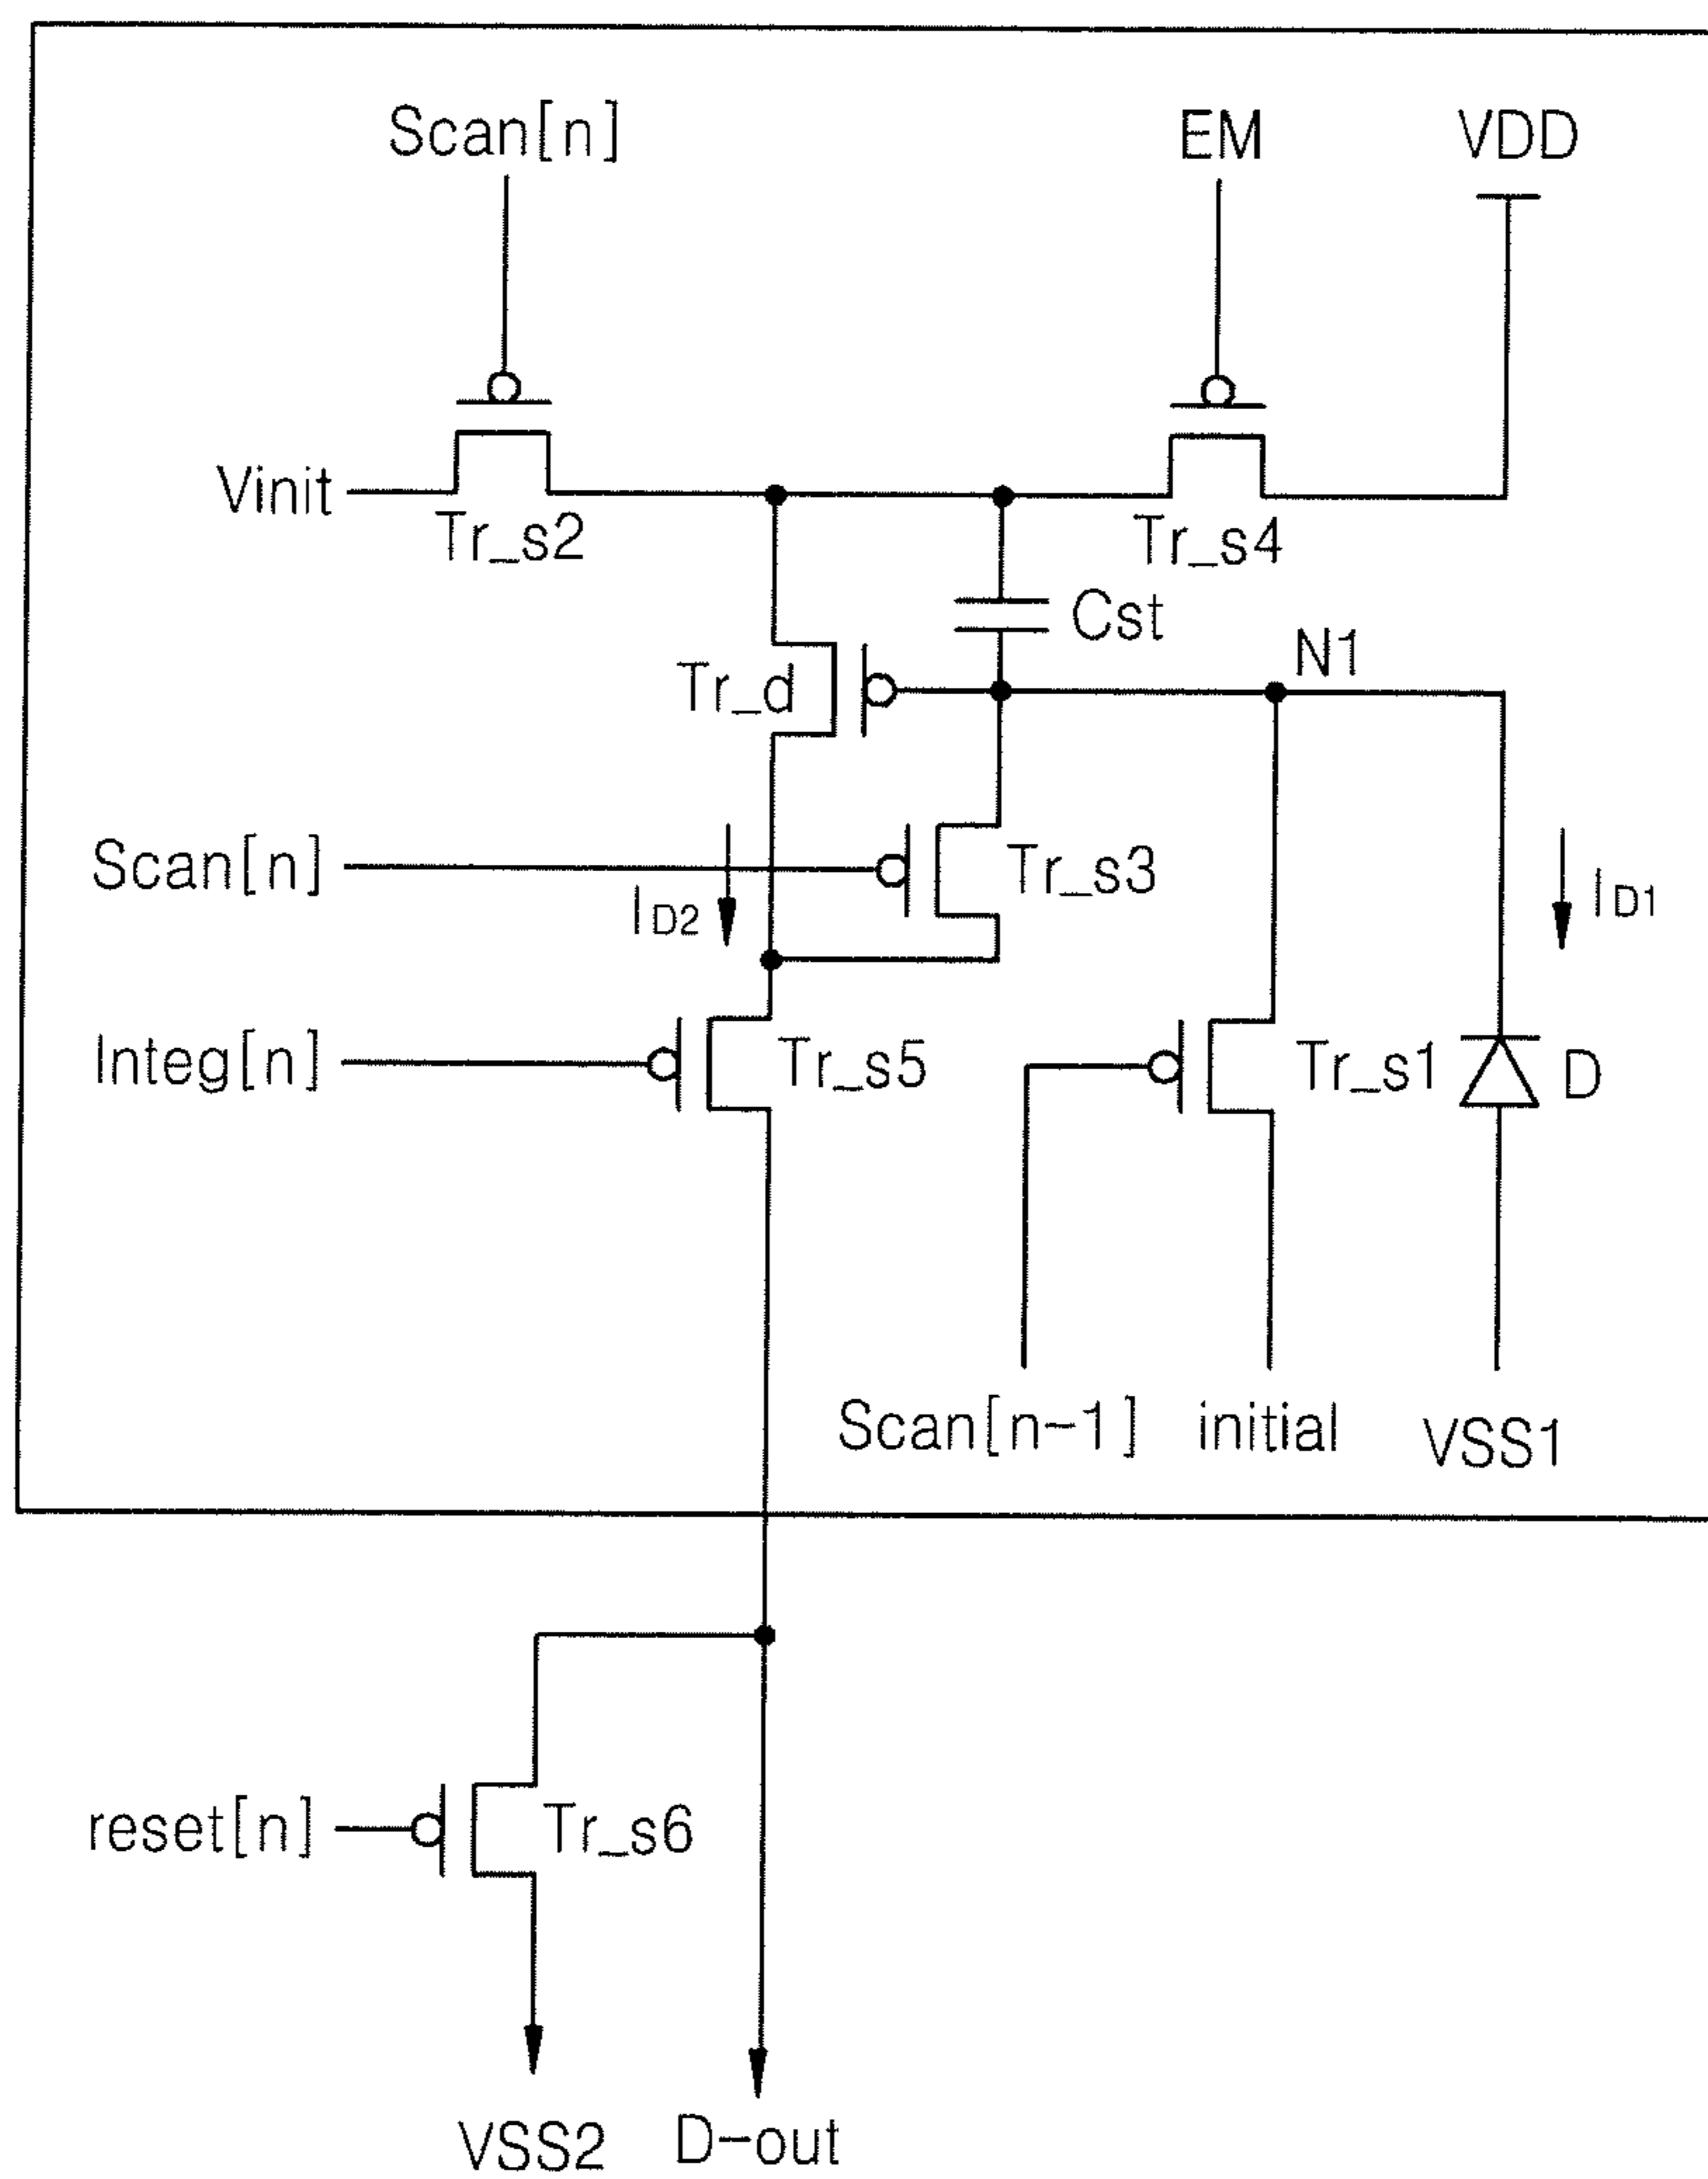 Scan[n]
EM
VDD
Vinit
Tr_s2
Tr_s4
Cst
N1
Tr_d
Scan[n]
Tr_s3
ID2
ID1
Integ[n]
Tr_s5
Tr_s1
D
Scan[n-1]
initial
VSS1
reset[n]
Tr_s6
VSS2
D-out